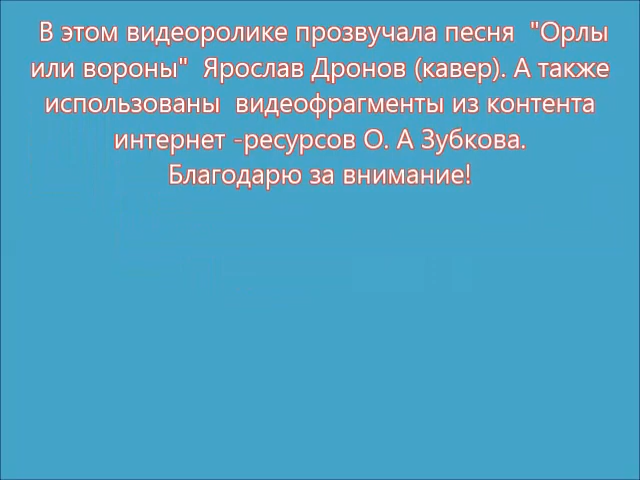 В этом видеоролике прозвучала песня  "Орлы
или вороны"  Ярослав Дронов (кавер). А также
использованы  видеофрагменты из контента
интернет -ресурсов О. А Зубкова.
Благодарю за внимание!